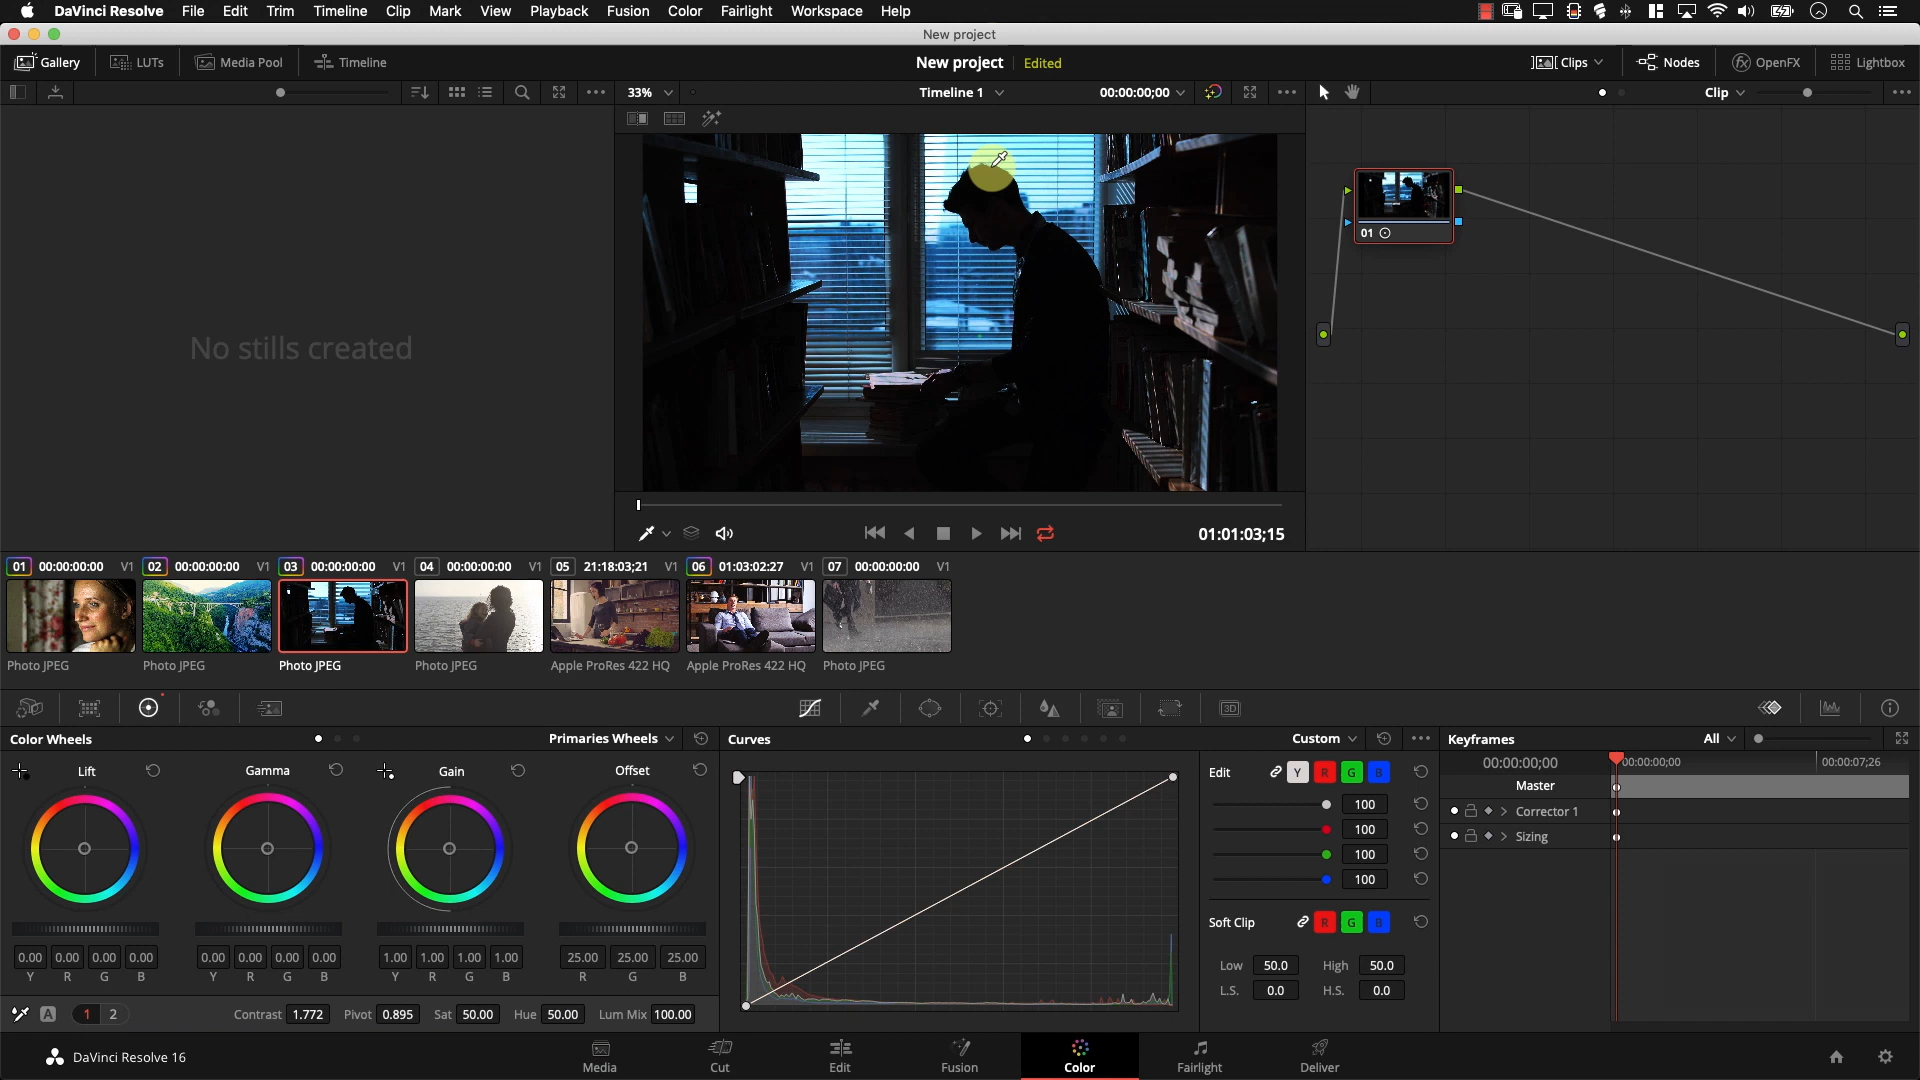 DaVinci Resolve File Edit Trim Timeline Clip Mark View Playback Fusion Color Fairlight Workspace Help
New project
Gallery LUTs Media Pool Timeline New project Edited Clips Nodes OpenFX Lightbox
33% Timeline 1 00:00:00;00 Clip
01
No stills created
01:01:03;15
01 00:00:00:00 V1 02 00:00:00:00 V1 03 00:00:00:00 V1 04 00:00:00:00 V1 05 21:18:03;21 V1 06 01:03:02:27 V1 07 00:00:00:00 V1
Photo JPEG Photo JPEG Photo JPEG Photo JPEG Apple ProRes 422 HQ Apple ProRes 422 HQ Photo JPEG
3D
Color Wheels Primaries Wheels Curves Custom Keyframes All
Lift Gamma Gain Offset
Edit Y R G B
100
100
100
100
Soft Clip R G B
Low 50.0 High 50.0
L.S. 0.0 H.S. 0.0
00:00:00;00 00:00:00;00 00:00:07;26
Master
Corrector 1
Sizing
0.00 0.00 0.00 0.00 0.00 0.00 0.00 0.00 1.00 1.00 1.00 1.00 25.00 25.00 25.00
Y R G B Y R G B Y R G B R G B
A 1 2 Contrast 1.772 Pivot 0.895 Sat 50.00 Hue 50.00 Lum Mix 100.00
DaVinci Resolve 16 Media Cut Edit Fusion Color Fairlight Deliver